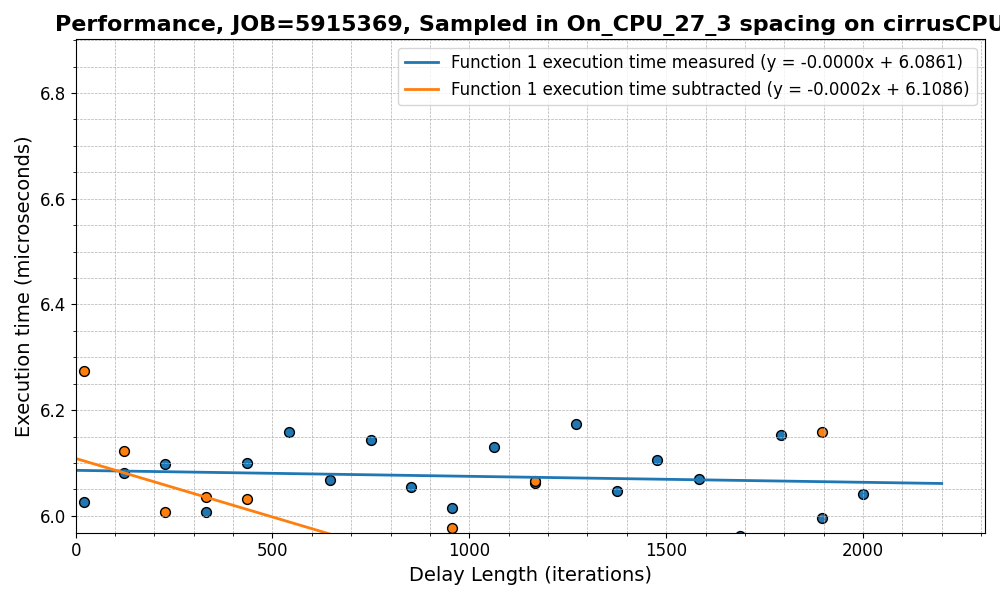 Performance, JOB=5915369, Sampled in On_CPU_27_3 spacing on cirrusCPU
Function 1 execution time measured (y = -0.0000x + 6.0861)
Function 1 execution time subtracted (y = -0.0002x + 6.1086)
Execution time (microseconds)
6.8
6.6
6.4
6.2
6.0
0 500 1000 1500 2000
Delay Length (iterations)